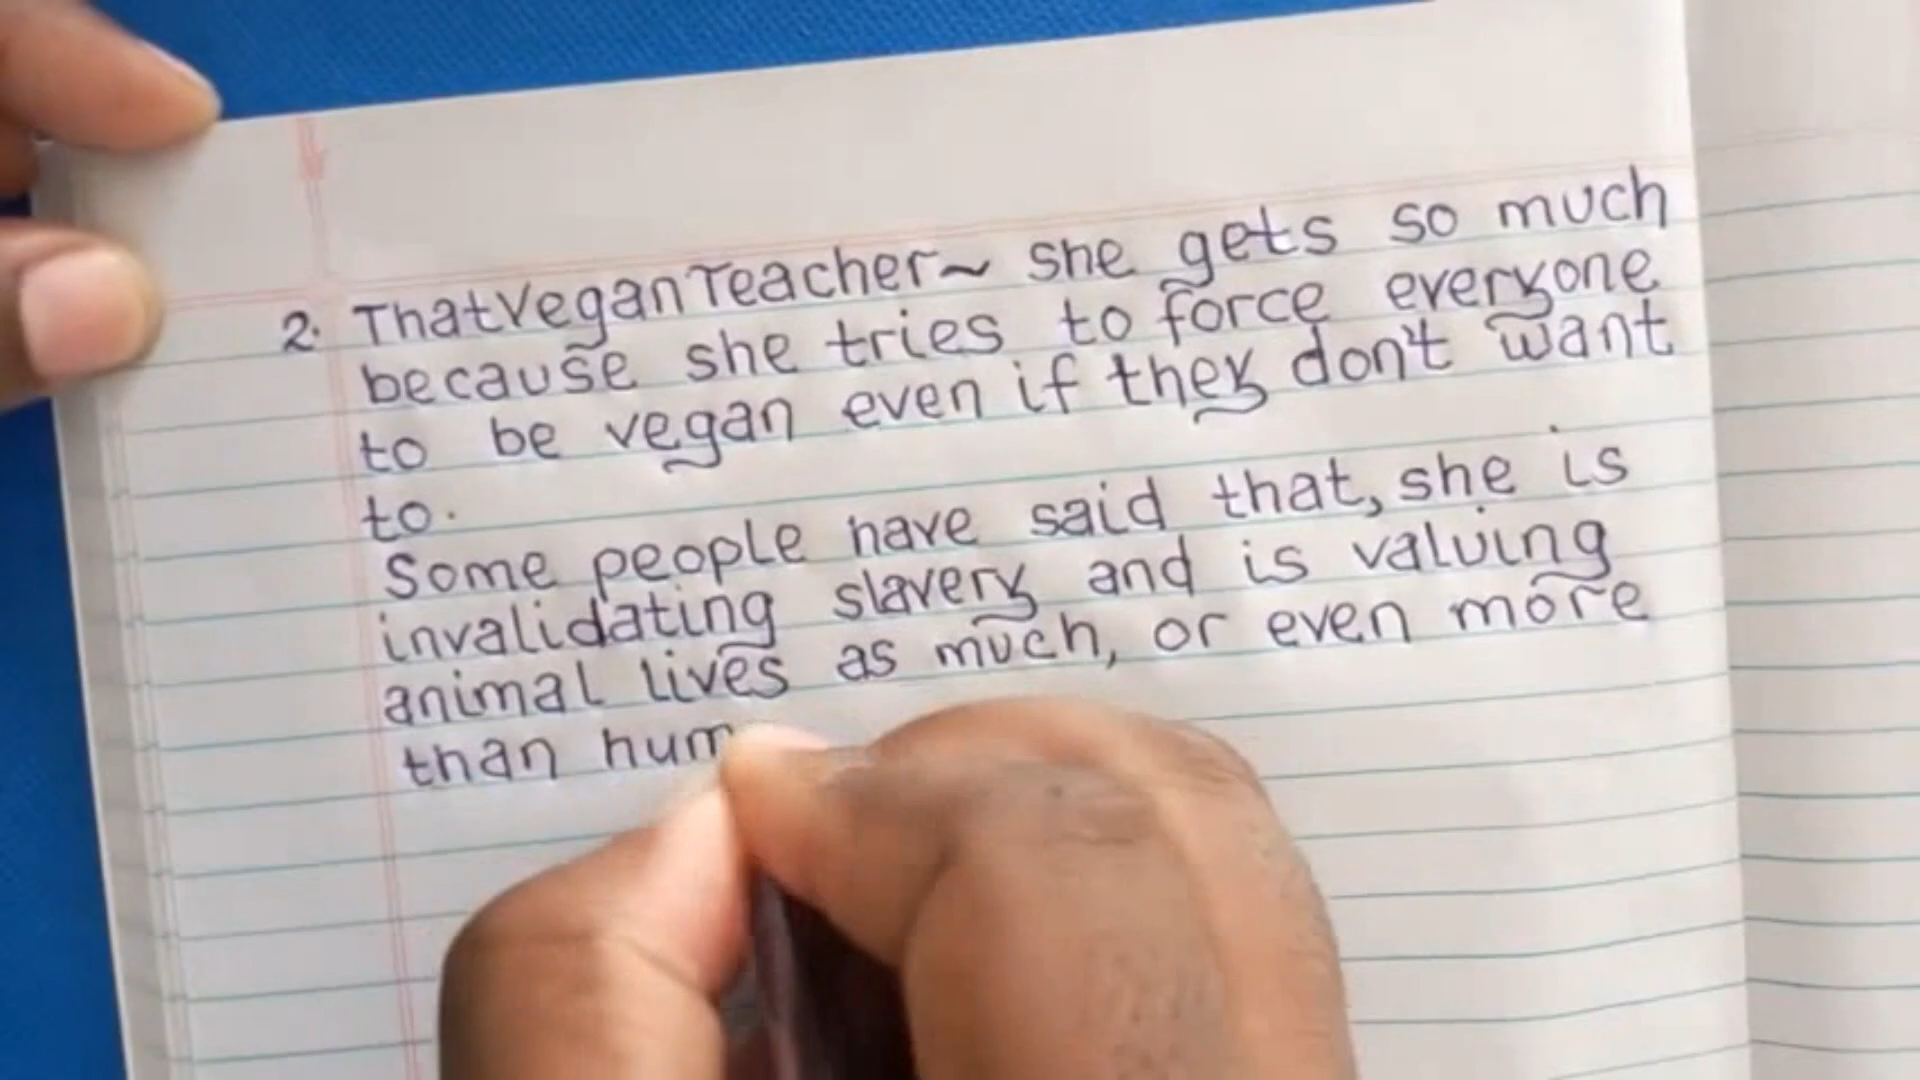 2. ThatVeganTeacher~ she gets so much
because she tries to force everyone
to be vegan even if they don't want
to.
Some people have said that, she is
invalidating slavery and is valuing
animal lives as much, or even more
than hum